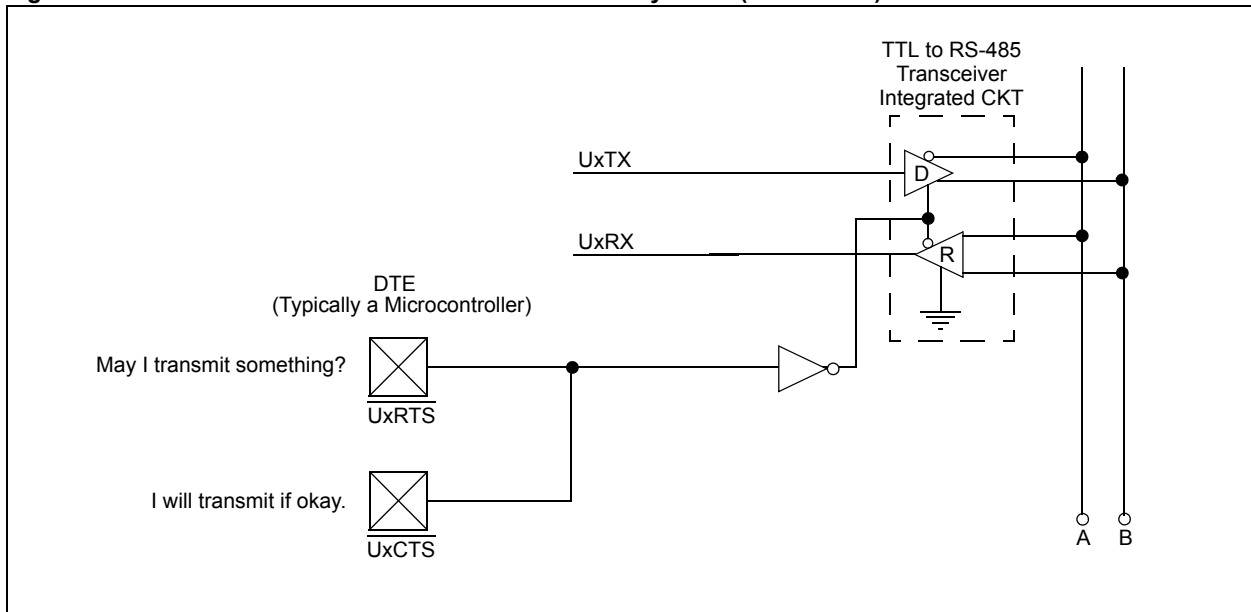 TTL to RS-485
Transceiver
Integrated CKT
UxTX
D
UxRX
R
DTE
(Typically a Microcontroller)
May I transmit something?
UxRTS
I will transmit if okay.
UxCTS
A B